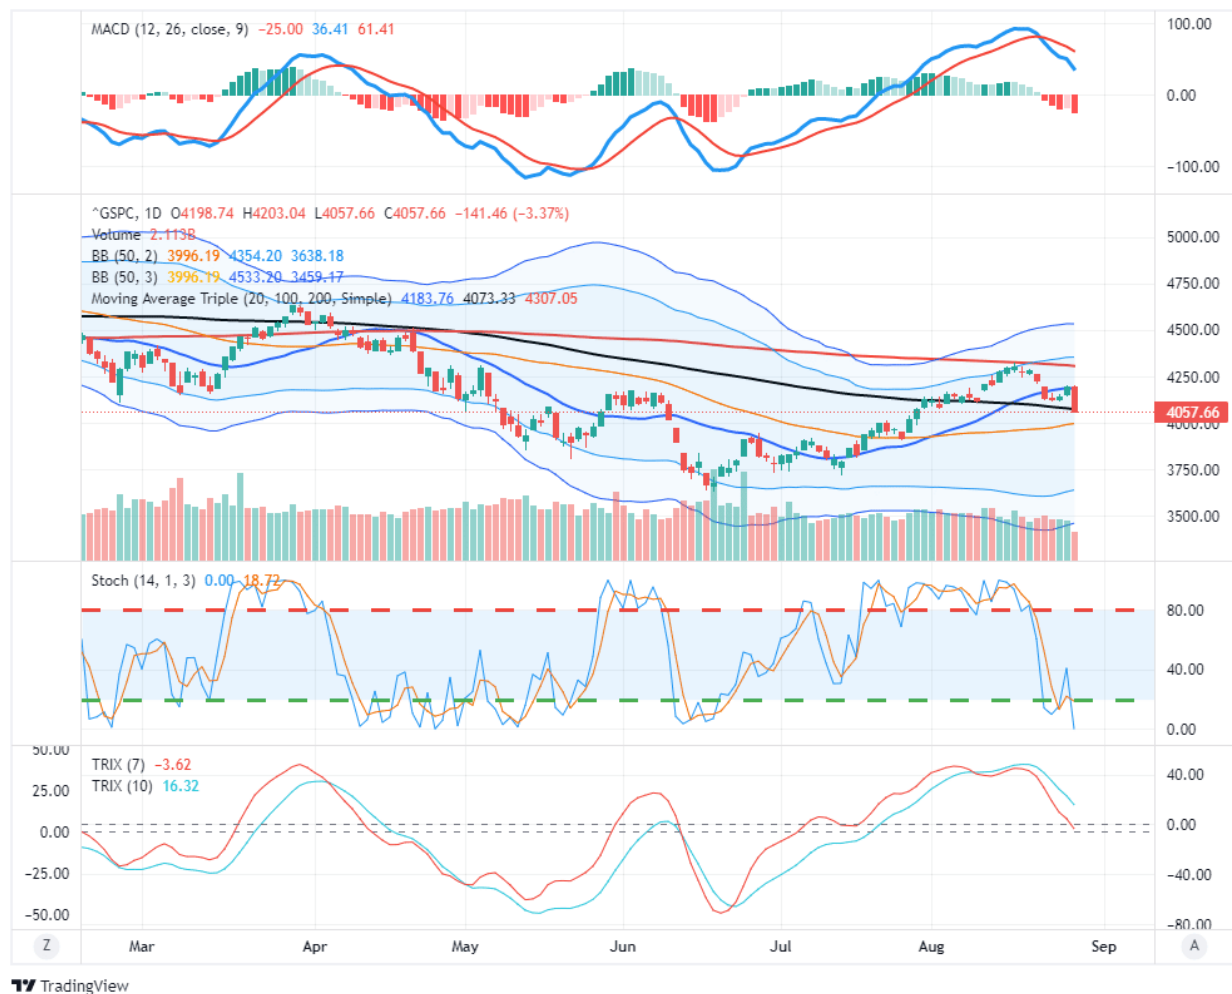 MACD (12, 26, close, 9) −25.00 36.41 61.41
100.00
0.00
−100.00
^GSPC, 1D O4198.74 H4203.04 L4057.66 C4057.66 −141.46 (−3.37%)
Volume 2.113B
BB (50, 2) 3996.19 4354.20 3638.18
BB (50, 3) 3996.19 4533.20 3459.17
Moving Average Triple (20, 100, 200, Simple) 4183.76 4073.33 4307.05
5000.00
4750.00
4500.00
4250.00
4057.66
4000.00
3750.00
3500.00
Stoch (14, 1, 3) 0.00 18.72
80.00
40.00
0.00
TRIX (7) −3.62
TRIX (10) 16.32
50.00
25.00
0.00
−25.00
−50.00
40.00
0.00
−40.00
−80.00
Z Mar Apr May Jun Jul Aug Sep A
TradingView